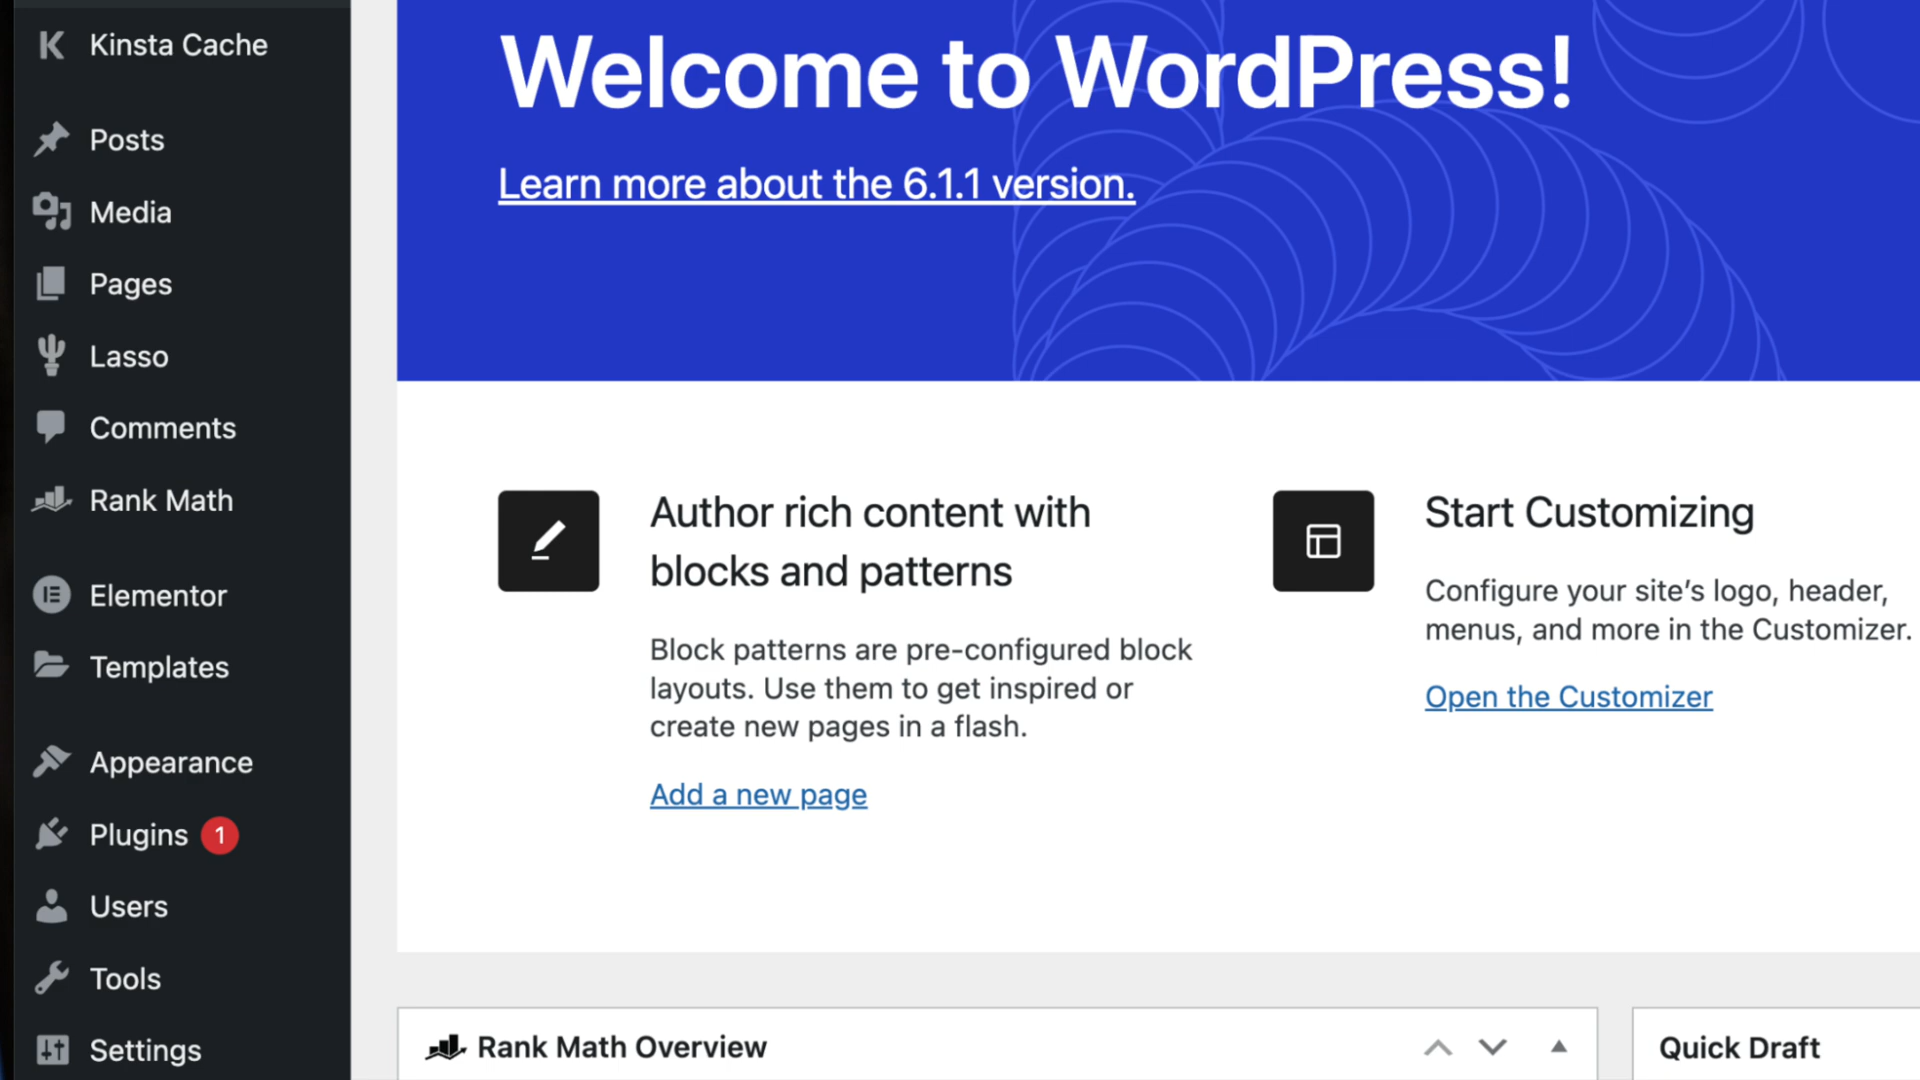 Kinsta Cache
Posts
Media
Pages
Lasso
Comments
Rank Math
Elementor
Templates
Appearance
Plugins 1
Users
Tools
Settings
Welcome to WordPress!
Learn more about the 6.1.1 version.
Author rich content with
blocks and patterns
Block patterns are pre-configured block
layouts. Use them to get inspired or
create new pages in a flash.
Add a new page
Start Customizing
Configure your site’s logo, header,
menus, and more in the Customizer.
Open the Customizer
Rank Math Overview
Quick Draft